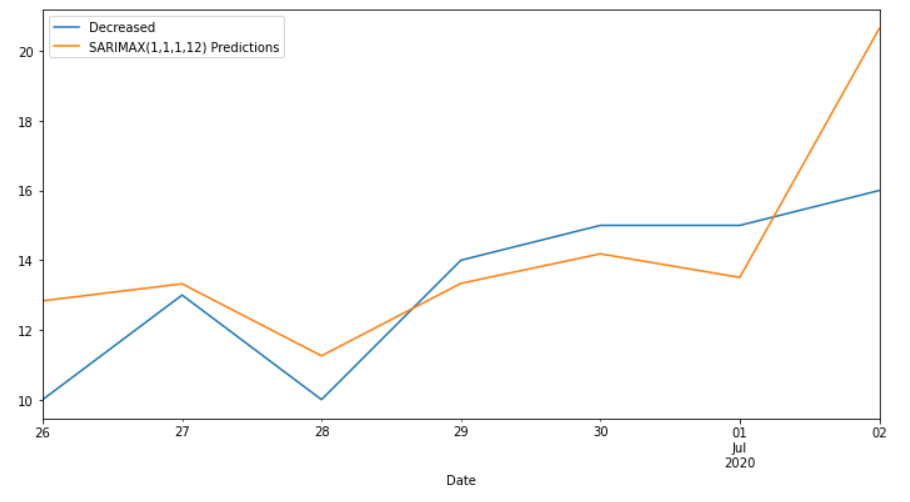 Decreased
SARIMAX(1,1,1,12) Predictions
20
18
16
14
12
10
26 27 28 29 30 01 02
Jul
2020
Date